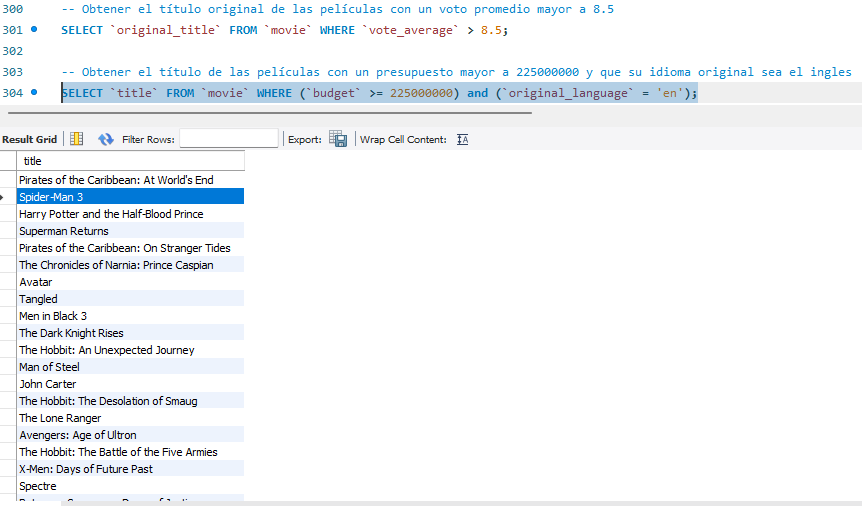 300 -- Obtener el título original de las películas con un voto promedio mayor a 8.5
301 SELECT `original_title` FROM `movie` WHERE `vote_average` > 8.5;
302
303 -- Obtener el título de las películas con un presupuesto mayor a 225000000 y que su idioma original sea el ingles
304 SELECT `title` FROM `movie` WHERE (`budget` >= 225000000) and (`original_language` = 'en');
Result Grid Filter Rows: Export: Wrap Cell Content:
title
Pirates of the Caribbean: At World's End
Spider-Man 3
Harry Potter and the Half-Blood Prince
Superman Returns
Pirates of the Caribbean: On Stranger Tides
The Chronicles of Narnia: Prince Caspian
Avatar
Tangled
Men in Black 3
The Dark Knight Rises
The Hobbit: An Unexpected Journey
Man of Steel
John Carter
The Hobbit: The Desolation of Smaug
The Lone Ranger
Avengers: Age of Ultron
The Hobbit: The Battle of the Five Armies
X-Men: Days of Future Past
Spectre